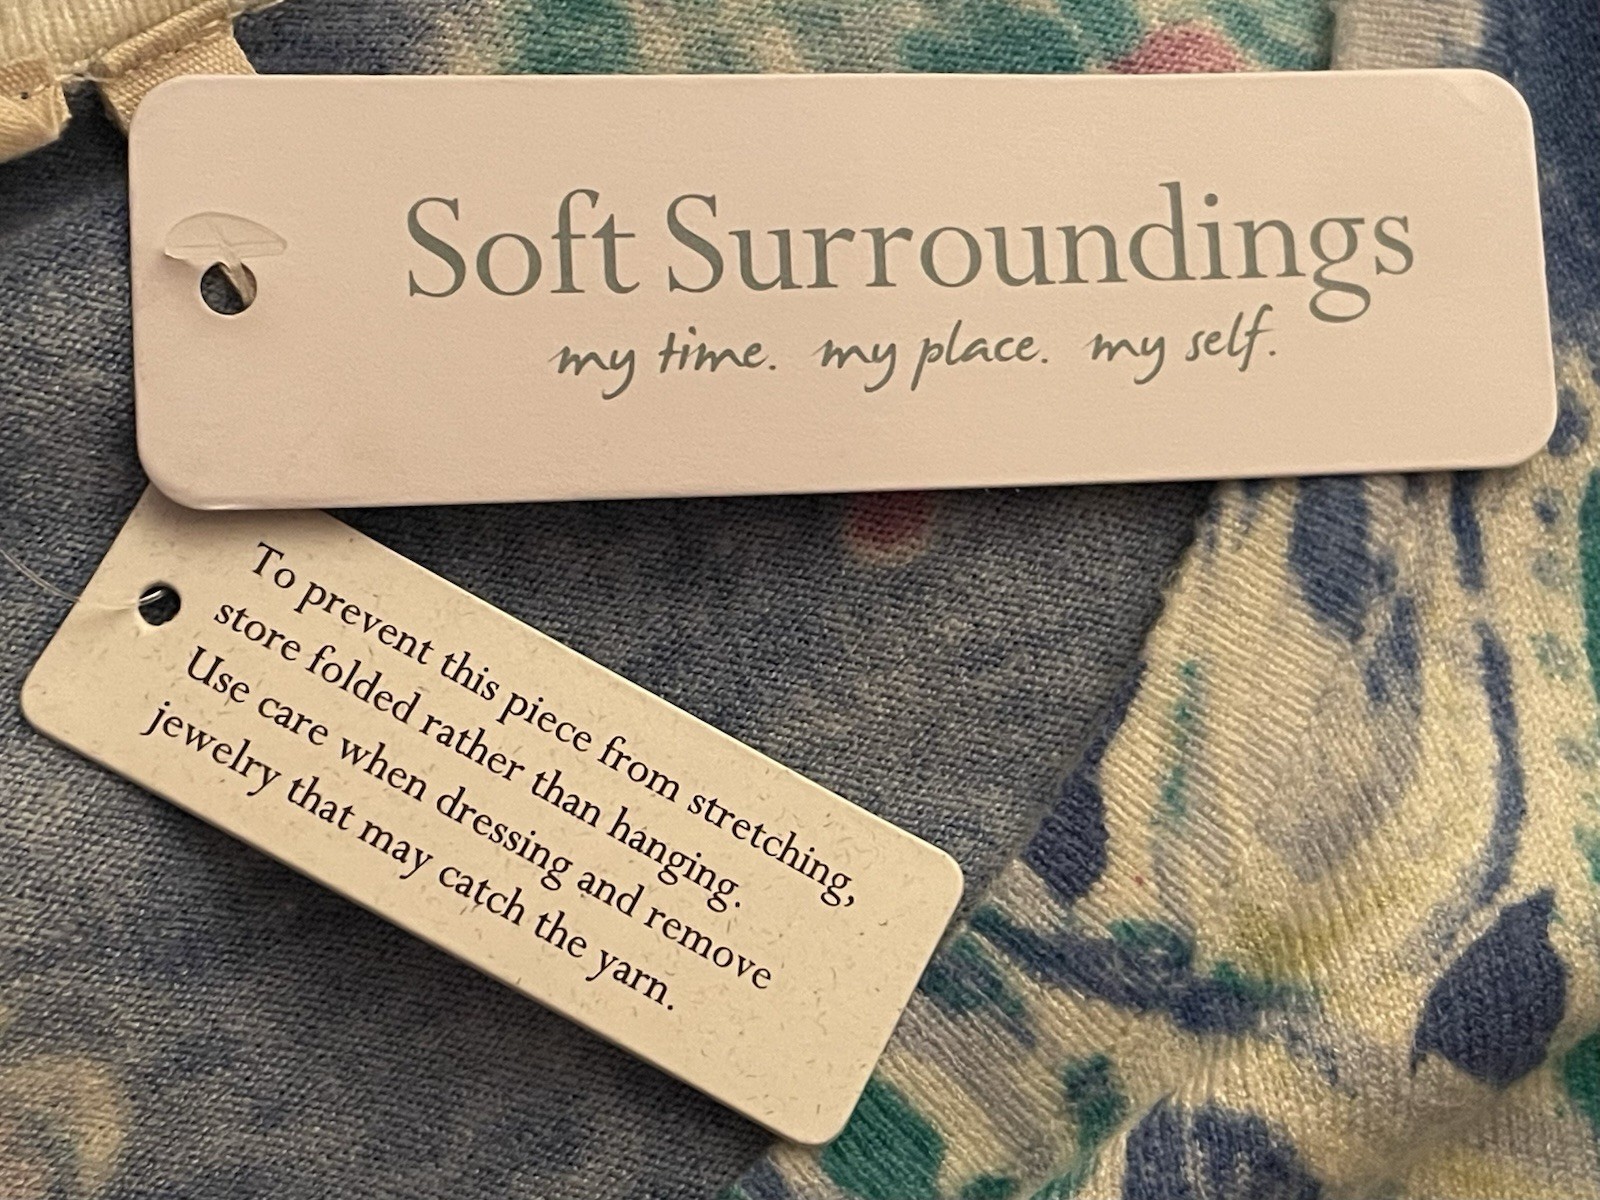 Soft Surroundings
my time. my place. my self.
To prevent this piece from stretching,
store folded rather than hanging.
Use care when dressing and remove
jewelry that may catch the yarn.